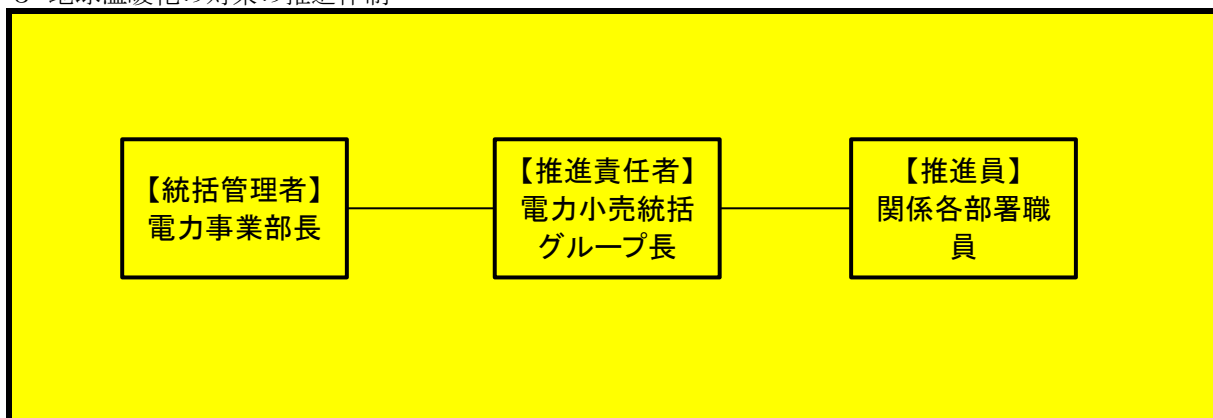 【統括管理者】
電力事業部長
【推進責任者】
電力小売統括
グループ長
【推進員】
関係各部署職
員